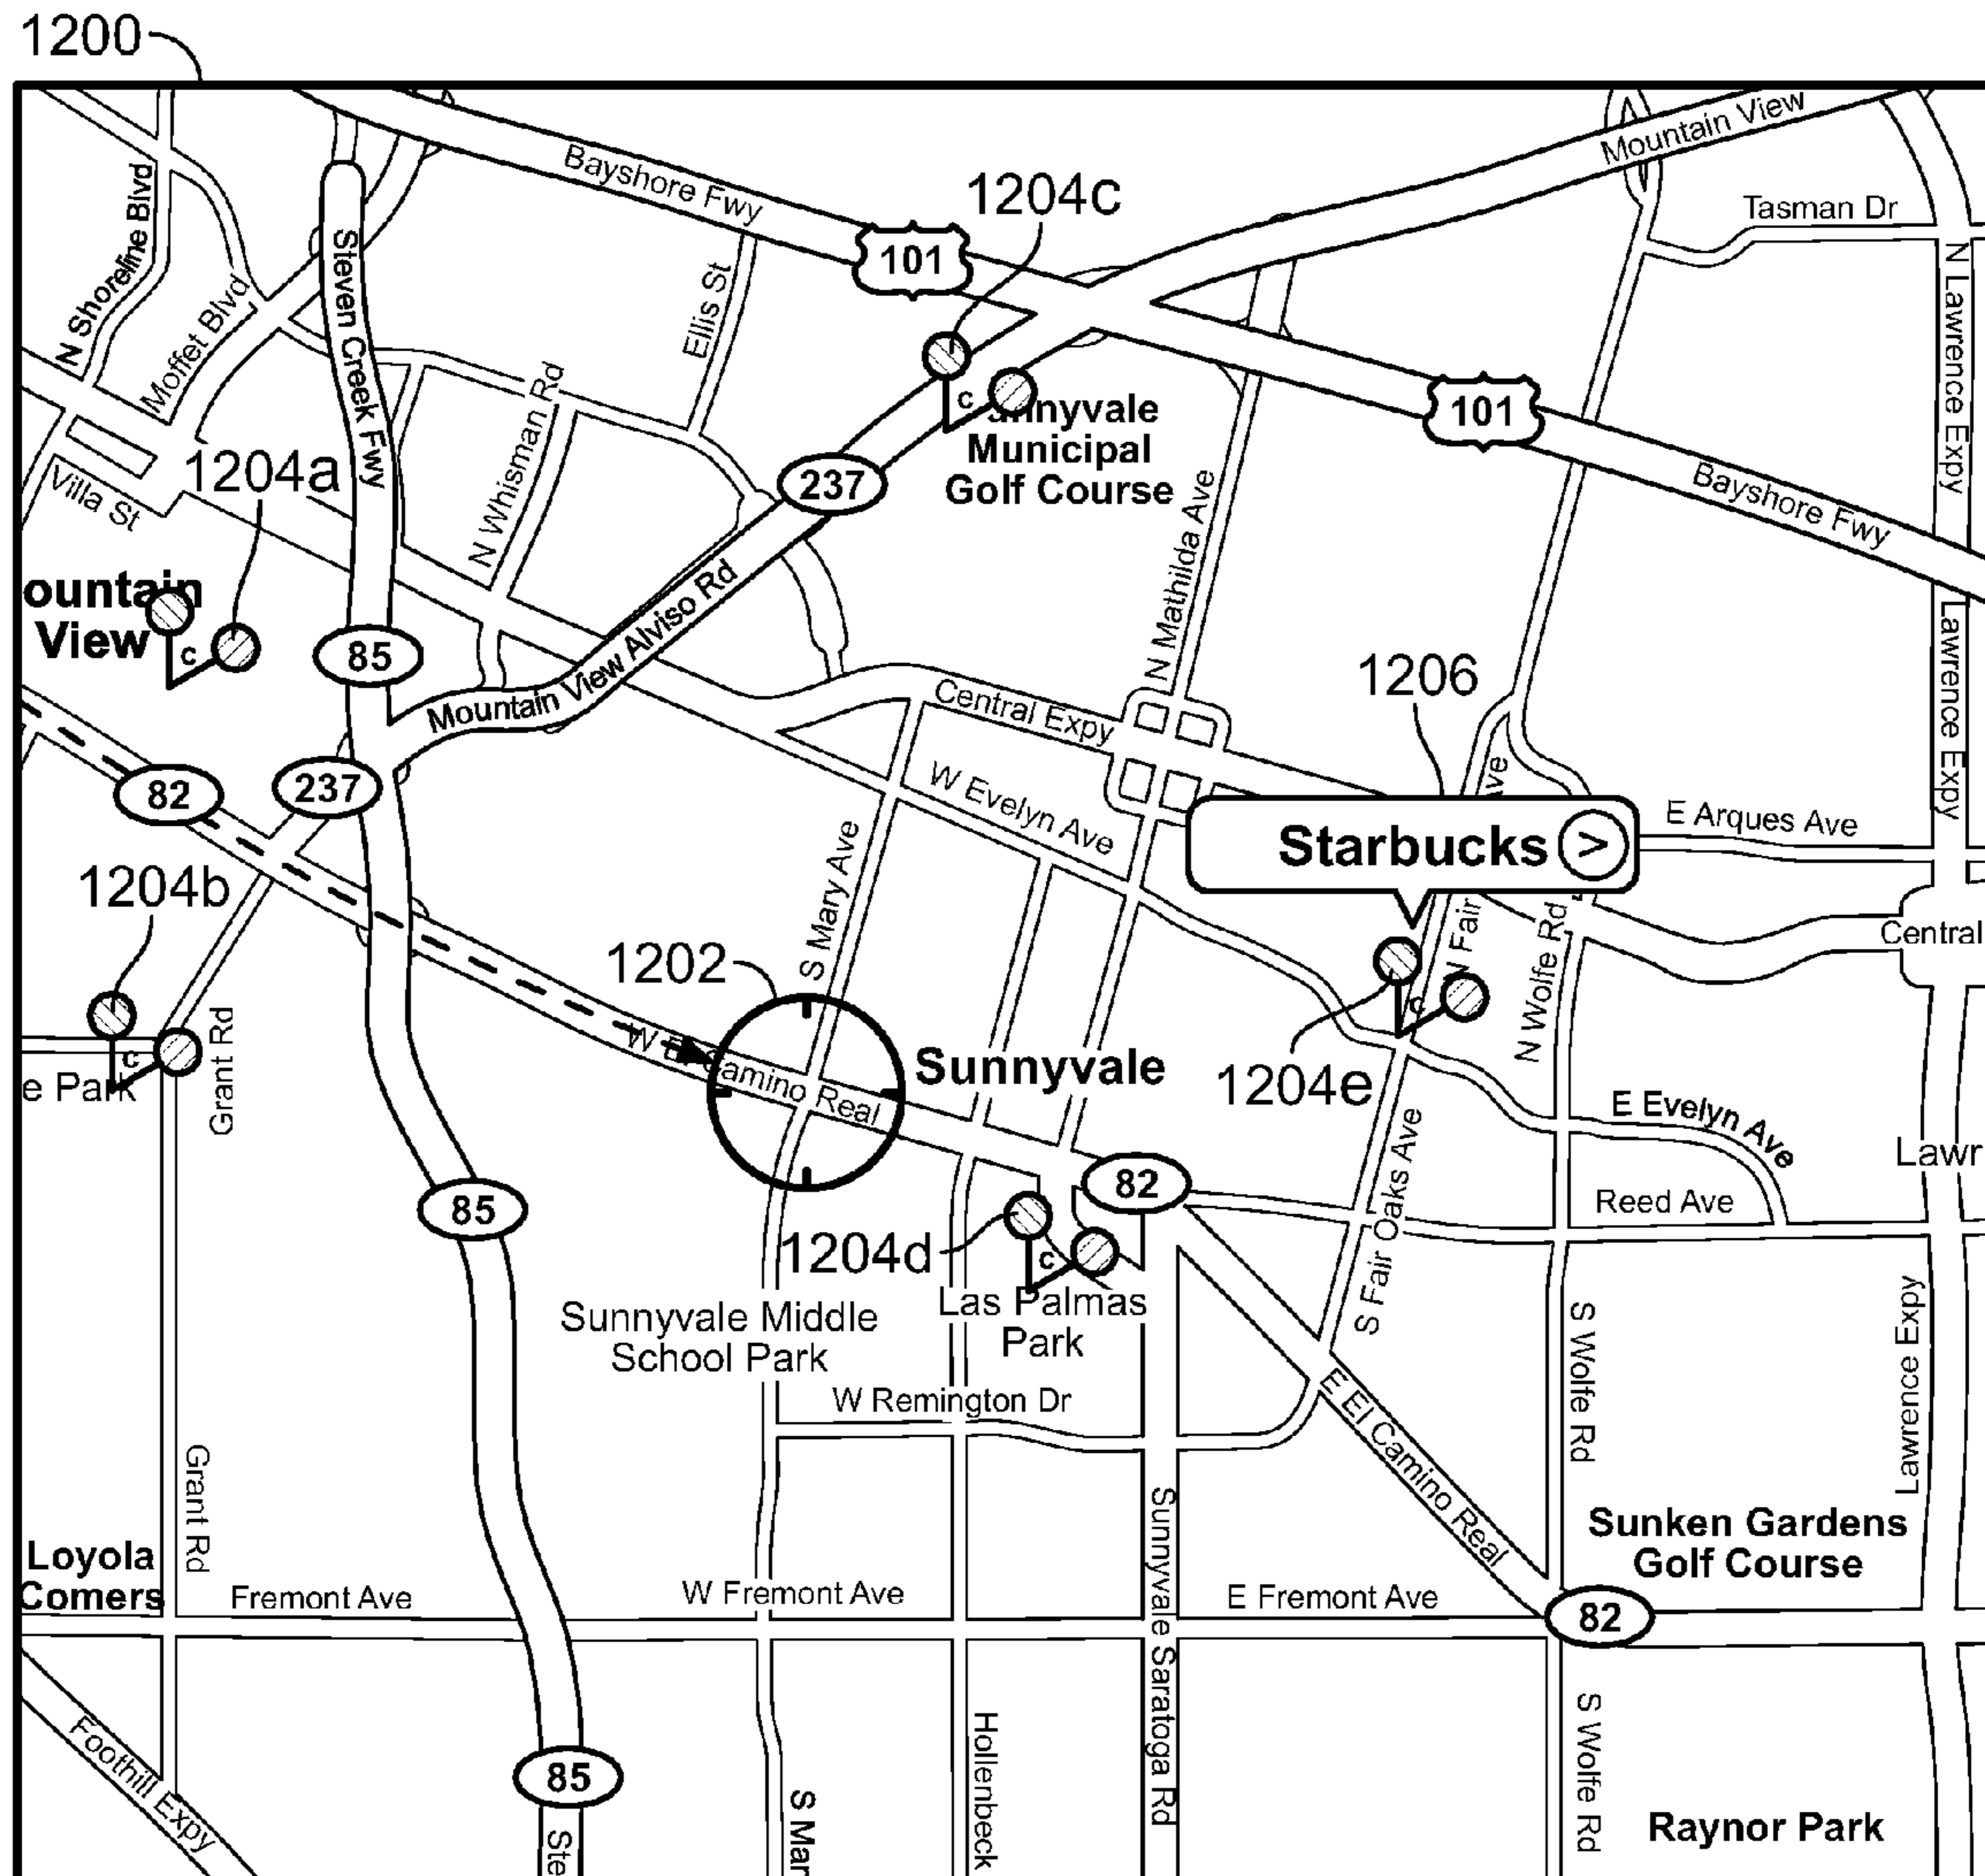 1200
Bayshore Fwy
Mountain View
1204c
Tasman Dr
N Shoreline Blvd
101
Steven Creek Fwy
Moffet Blvd
Ellis St
N Lawrence Expy
N Whisman Rd
c
nnyvale
Municipal
Golf Course
101
237
1204a
Villa St
N Mathilda Ave
Bayshore Fwy
ountain
View
c
85
Mountain View Alviso Rd
Central Expy
1206
Lawrence Expy
82
237
W Evelyn Ave
Ave
Starbucks >
E Arques Ave
1204b
S Mary Ave
N Fair
N Wolfe Rd
Central
1202
c
c
e Park
Grant Rd
W El Camino Real
Sunnyvale
1204e
E Evelyn Ave
Lawr
85
82
Reed Ave
S Fair Oaks Ave
1204d
c
Sunnyvale Middle
School Park
Las Palmas
Park
S Wolfe Rd
Lawrence Expy
W Remington Dr
E El Camino Real
Grant Rd
Sunken Gardens
Golf Course
Loyola
Comers
Fremont Ave
W Fremont Ave
E Fremont Ave
82
Sunnyvale Saratoga Rd
Foothill Expy
85
S Mar
Hollenbeck
S Wolfe Rd
Raynor Park
Ste